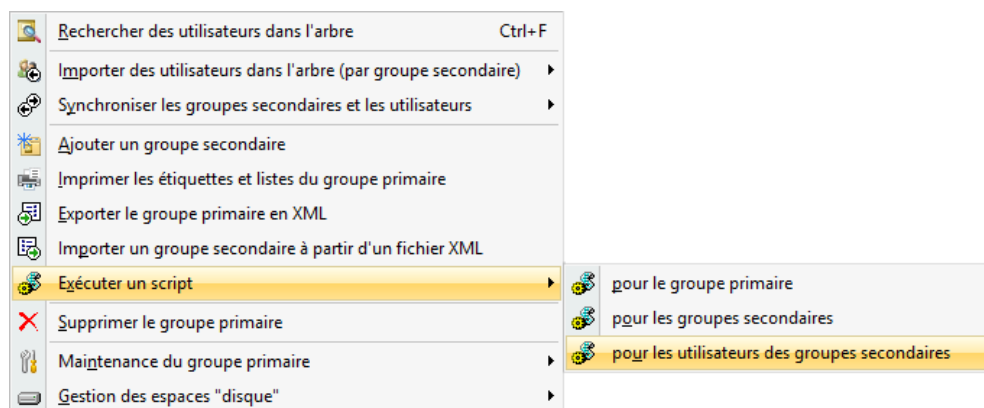 Rechercher des utilisateurs dans l'arbre Ctrl+F
Importer des utilisateurs dans l'arbre (par groupe secondaire)
Synchroniser les groupes secondaires et les utilisateurs
Ajouter un groupe secondaire
Imprimer les étiquettes et listes du groupe primaire
Exporter le groupe primaire en XML
Importer un groupe secondaire à partir d'un fichier XML
Exécuter un script
pour le groupe primaire
pour les groupes secondaires
pour les utilisateurs des groupes secondaires
Supprimer le groupe primaire
Maintenance du groupe primaire
Gestion des espaces "disque"